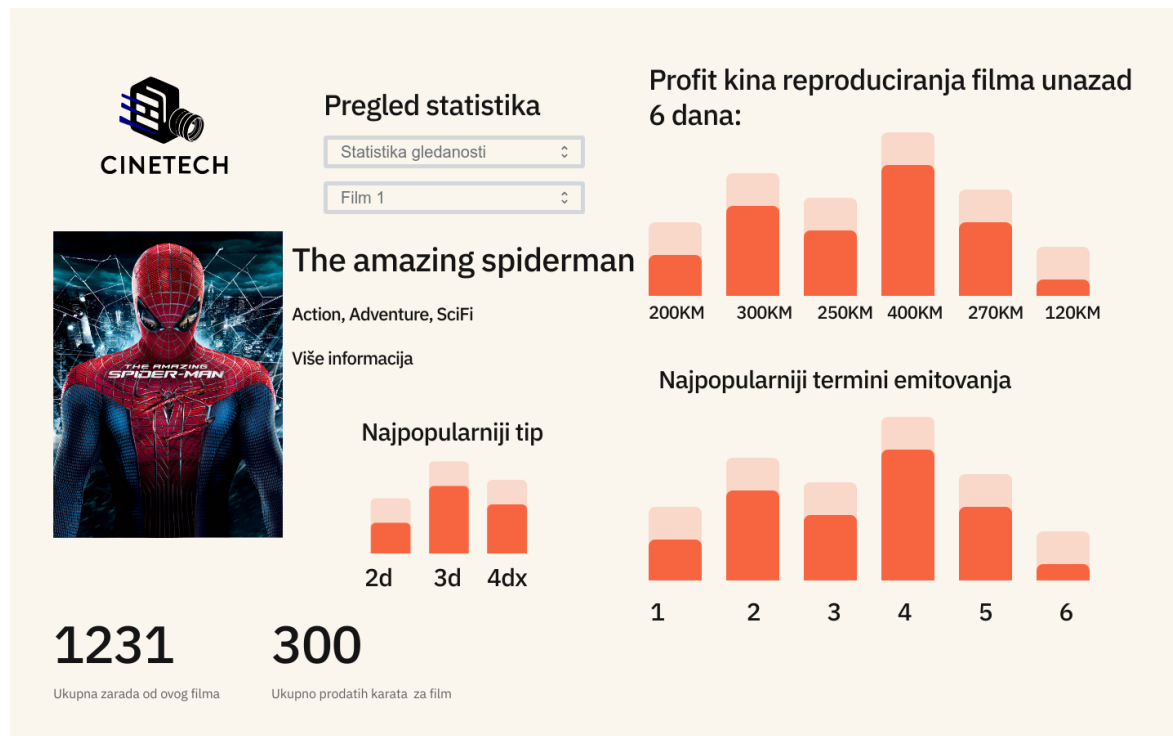 CINETECH
Pregled statistika
Statistika gledanosti
Film 1
The amazing spiderman
Action, Adventure, SciFi
Više informacija
THE AMAZING
SPIDER-MAN
Najpopularniji tip
2d 3d 4dx
1231
Ukupna zarada od ovog filma
300
Ukupno prodatih karata za film
Profit kina reproduciranja filma unazad
6 dana:
200KM 300KM 250KM 400KM 270KM 120KM
Najpopularniji termini emitovanja
1 2 3 4 5 6